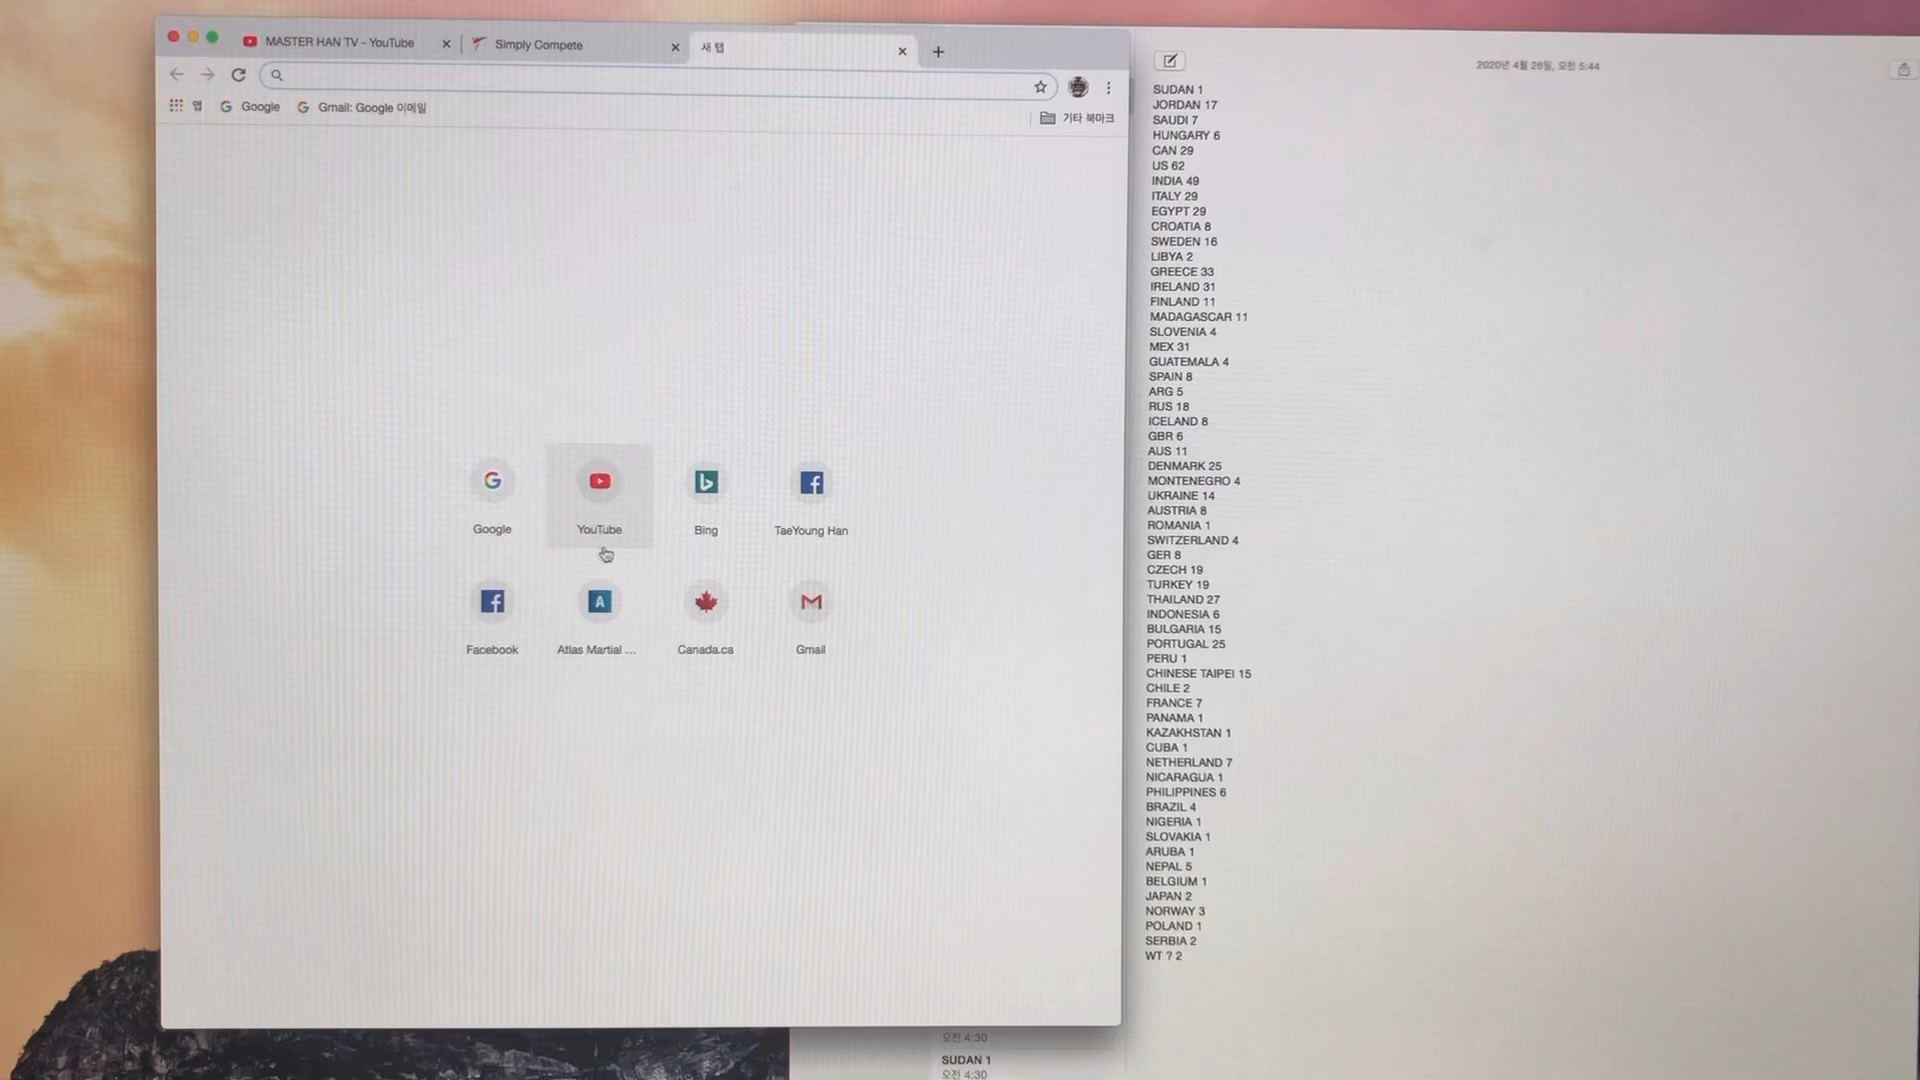 MASTER HAN TV - YouTube
Simply Compete
새 탭
앱
Google
Gmail: Google 이메일
기타 북마크
Google
YouTube
Bing
TaeYoung Han
Facebook
Atlas Martial ...
Canada.ca
Gmail
2020년 4월 26일, 오전 5:44
SUDAN 1
JORDAN 17
SAUDI 7
HUNGARY 6
CAN 29
US 62
INDIA 49
ITALY 29
EGYPT 29
CROATIA 8
SWEDEN 16
LIBYA 2
GREECE 33
IRELAND 31
FINLAND 11
MADAGASCAR 11
SLOVENIA 4
MEX 31
GUATEMALA 4
SPAIN 8
ARG 5
RUS 18
ICELAND 8
GBR 6
AUS 11
DENMARK 25
MONTENEGRO 4
UKRAINE 14
AUSTRIA 8
ROMANIA 1
SWITZERLAND 4
GER 8
CZECH 19
TURKEY 19
THAILAND 27
INDONESIA 6
BULGARIA 15
PORTUGAL 25
PERU 1
CHINESE TAIPEI 15
CHILE 2
FRANCE 7
PANAMA 1
KAZAKHSTAN 1
CUBA 1
NETHERLAND 7
NICARAGUA 1
PHILIPPINES 6
BRAZIL 4
NIGERIA 1
SLOVAKIA 1
ARUBA 1
NEPAL 5
BELGIUM 1
JAPAN 2
NORWAY 3
POLAND 1
SERBIA 2
WT ? 2
오전 4:30
SUDAN 1
오전 4:30